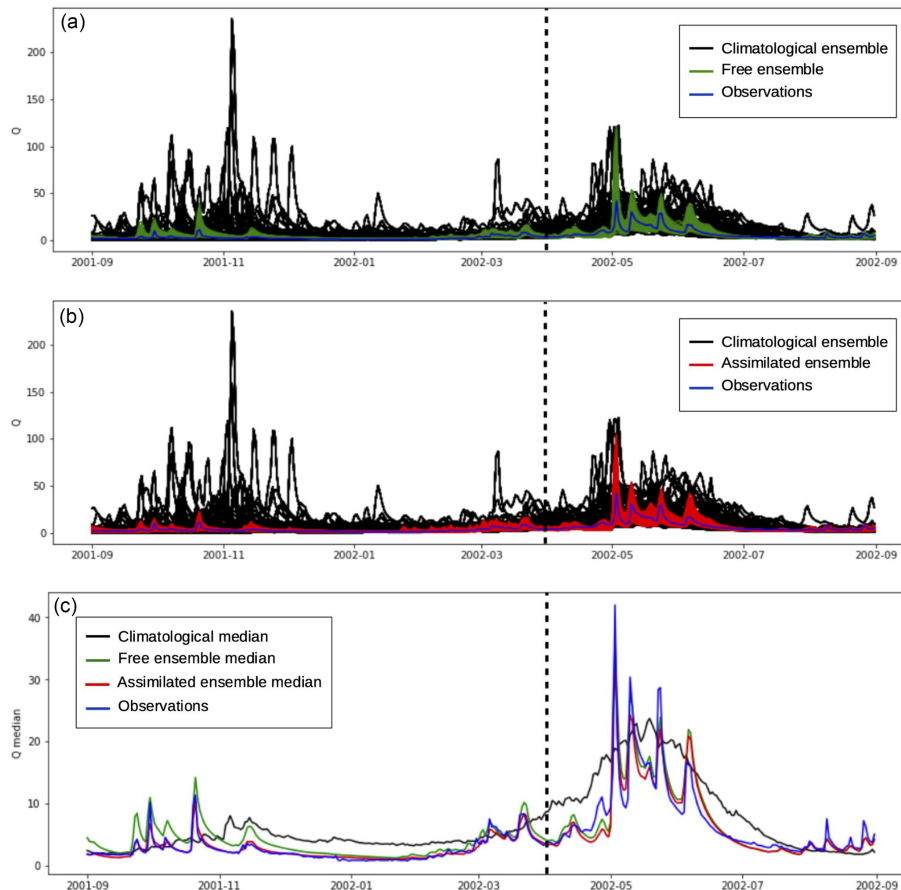 (a)
Q
200
150
100
50
0
Climatological ensemble
Free ensemble
Observations
2001-09 2001-11 2002-01 2002-03 2002-05 2002-07 2002-09
(b)
Q
200
150
100
50
0
Climatological ensemble
Assimilated ensemble
Observations
2001-09 2001-11 2002-01 2002-03 2002-05 2002-07 2002-09
(c)
Q median
40
30
20
10
0
Climatological median
Free ensemble median
Assimilated ensemble median
Observations
2001-09 2001-11 2002-01 2002-03 2002-05 2002-07 2002-09